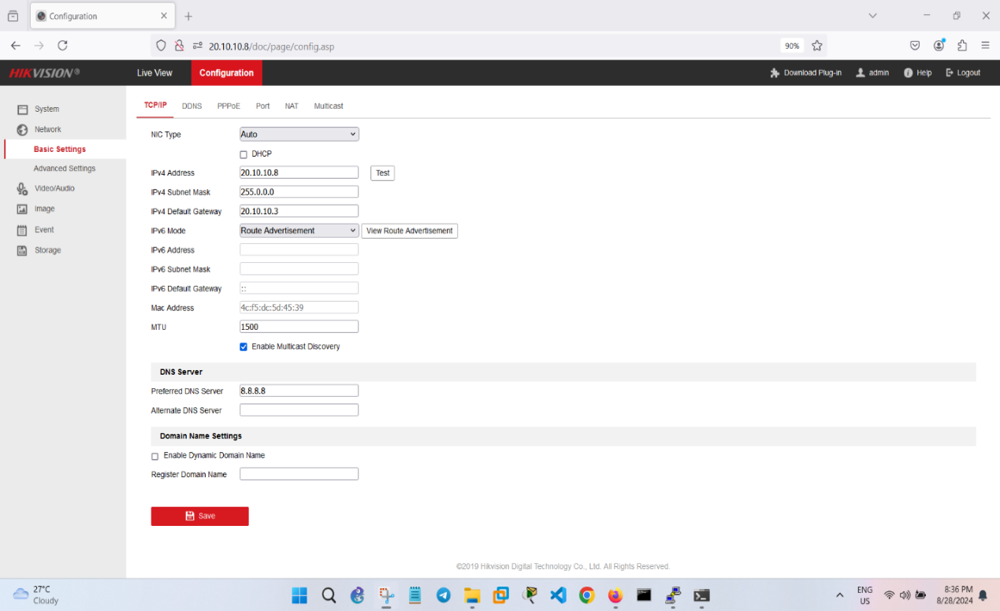 Configuration
20.10.10.8/doc/page/config.asp
90%
HIKVISION®
Live View
Configuration
Download Plug-in
admin
Help
Logout
System
Network
Basic Settings
Advanced Settings
Video/Audio
Image
Event
Storage
TCP/IP
DDNS
PPPoE
Port
NAT
Multicast
NIC Type
Auto
DHCP
IPv4 Address
20.10.10.8
Test
IPv4 Subnet Mask
255.0.0.0
IPv4 Default Gateway
20.10.10.3
IPv6 Mode
Route Advertisement
View Route Advertisement
IPv6 Address
IPv6 Subnet Mask
IPv6 Default Gateway
::
Mac Address
4c:f5:dc:5d:45:39
MTU
1500
Enable Multicast Discovery
DNS Server
Preferred DNS Server
8.8.8.8
Alternate DNS Server
Domain Name Settings
Enable Dynamic Domain Name
Register Domain Name
Save
©2019 Hikvision Digital Technology Co., Ltd. All Rights Reserved.
27°C
Cloudy
ENG
US
8:36 PM
8/28/2024